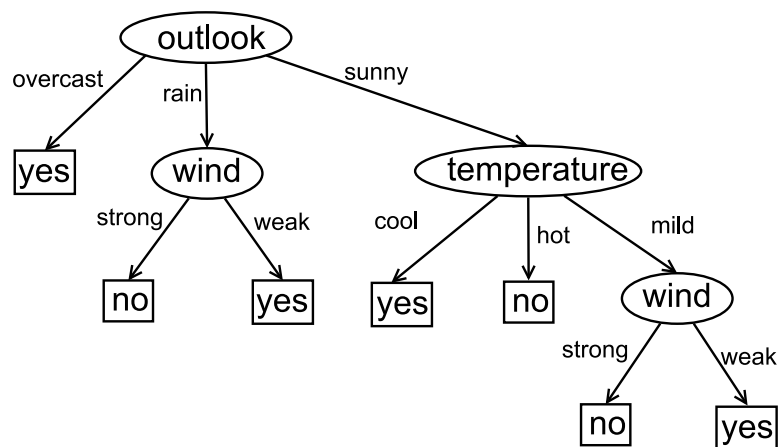 outlook
overcast
rain
sunny
yes
wind
temperature
strong
weak
cool
hot
mild
no
yes
yes
no
wind
strong
weak
no
yes